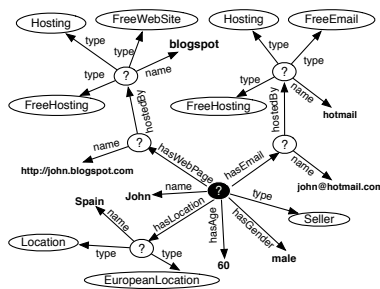 Hosting
FreeWebSite
Hosting
FreeEmail
type
type
blogspot
type
type
type
?
name
type
?
FreeHosting
FreeHosting
name
hotmail
hostedBy
hostedBy
name
?
?
hasWebPage
hasEmail
name
http://john.blogspot.com
john@hotmail.com
Spain
John
name
?
type
Seller
name
hasLocation
hasAge
hasGender
Location
type
?
type
60
male
EuropeanLocation